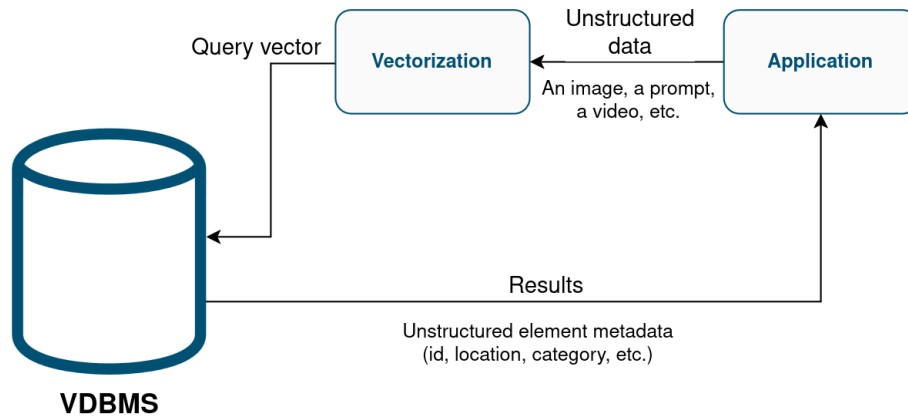 Unstructured
data
Query vector
Vectorization
Application
An image, a prompt,
a video, etc.
Results
Unstructured element metadata
(id, location, category, etc.)
VDBMS